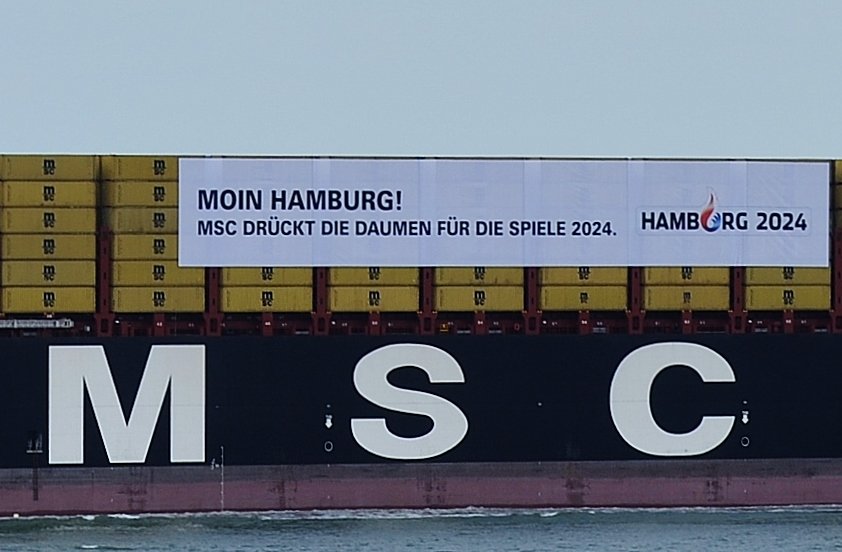 MOIN HAMBURG!
MSC DRÜCKT DIE DAUMEN FÜR DIE SPIELE 2024.
HAMBURG 2024
MSC